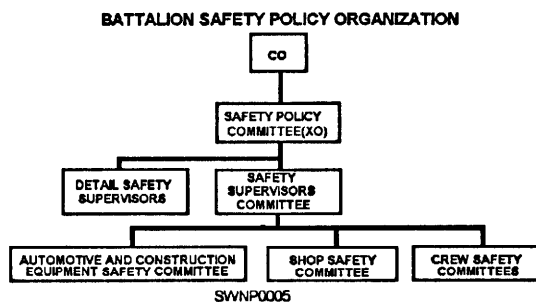 BATTALION SAFETY POLICY ORGANIZATION
CO
SAFETY POLICY
COMMITTEE(XO)
DETAIL SAFETY
SUPERVISORS
SAFETY
SUPERVISORS
COMMITTEE
AUTOMOTIVE AND CONSTRUCTION
EQUIPMENT SAFETY COMMITTEE
SHOP SAFETY
COMMITTEE
CREW SAFETY
COMMITTEES
SWNP0005